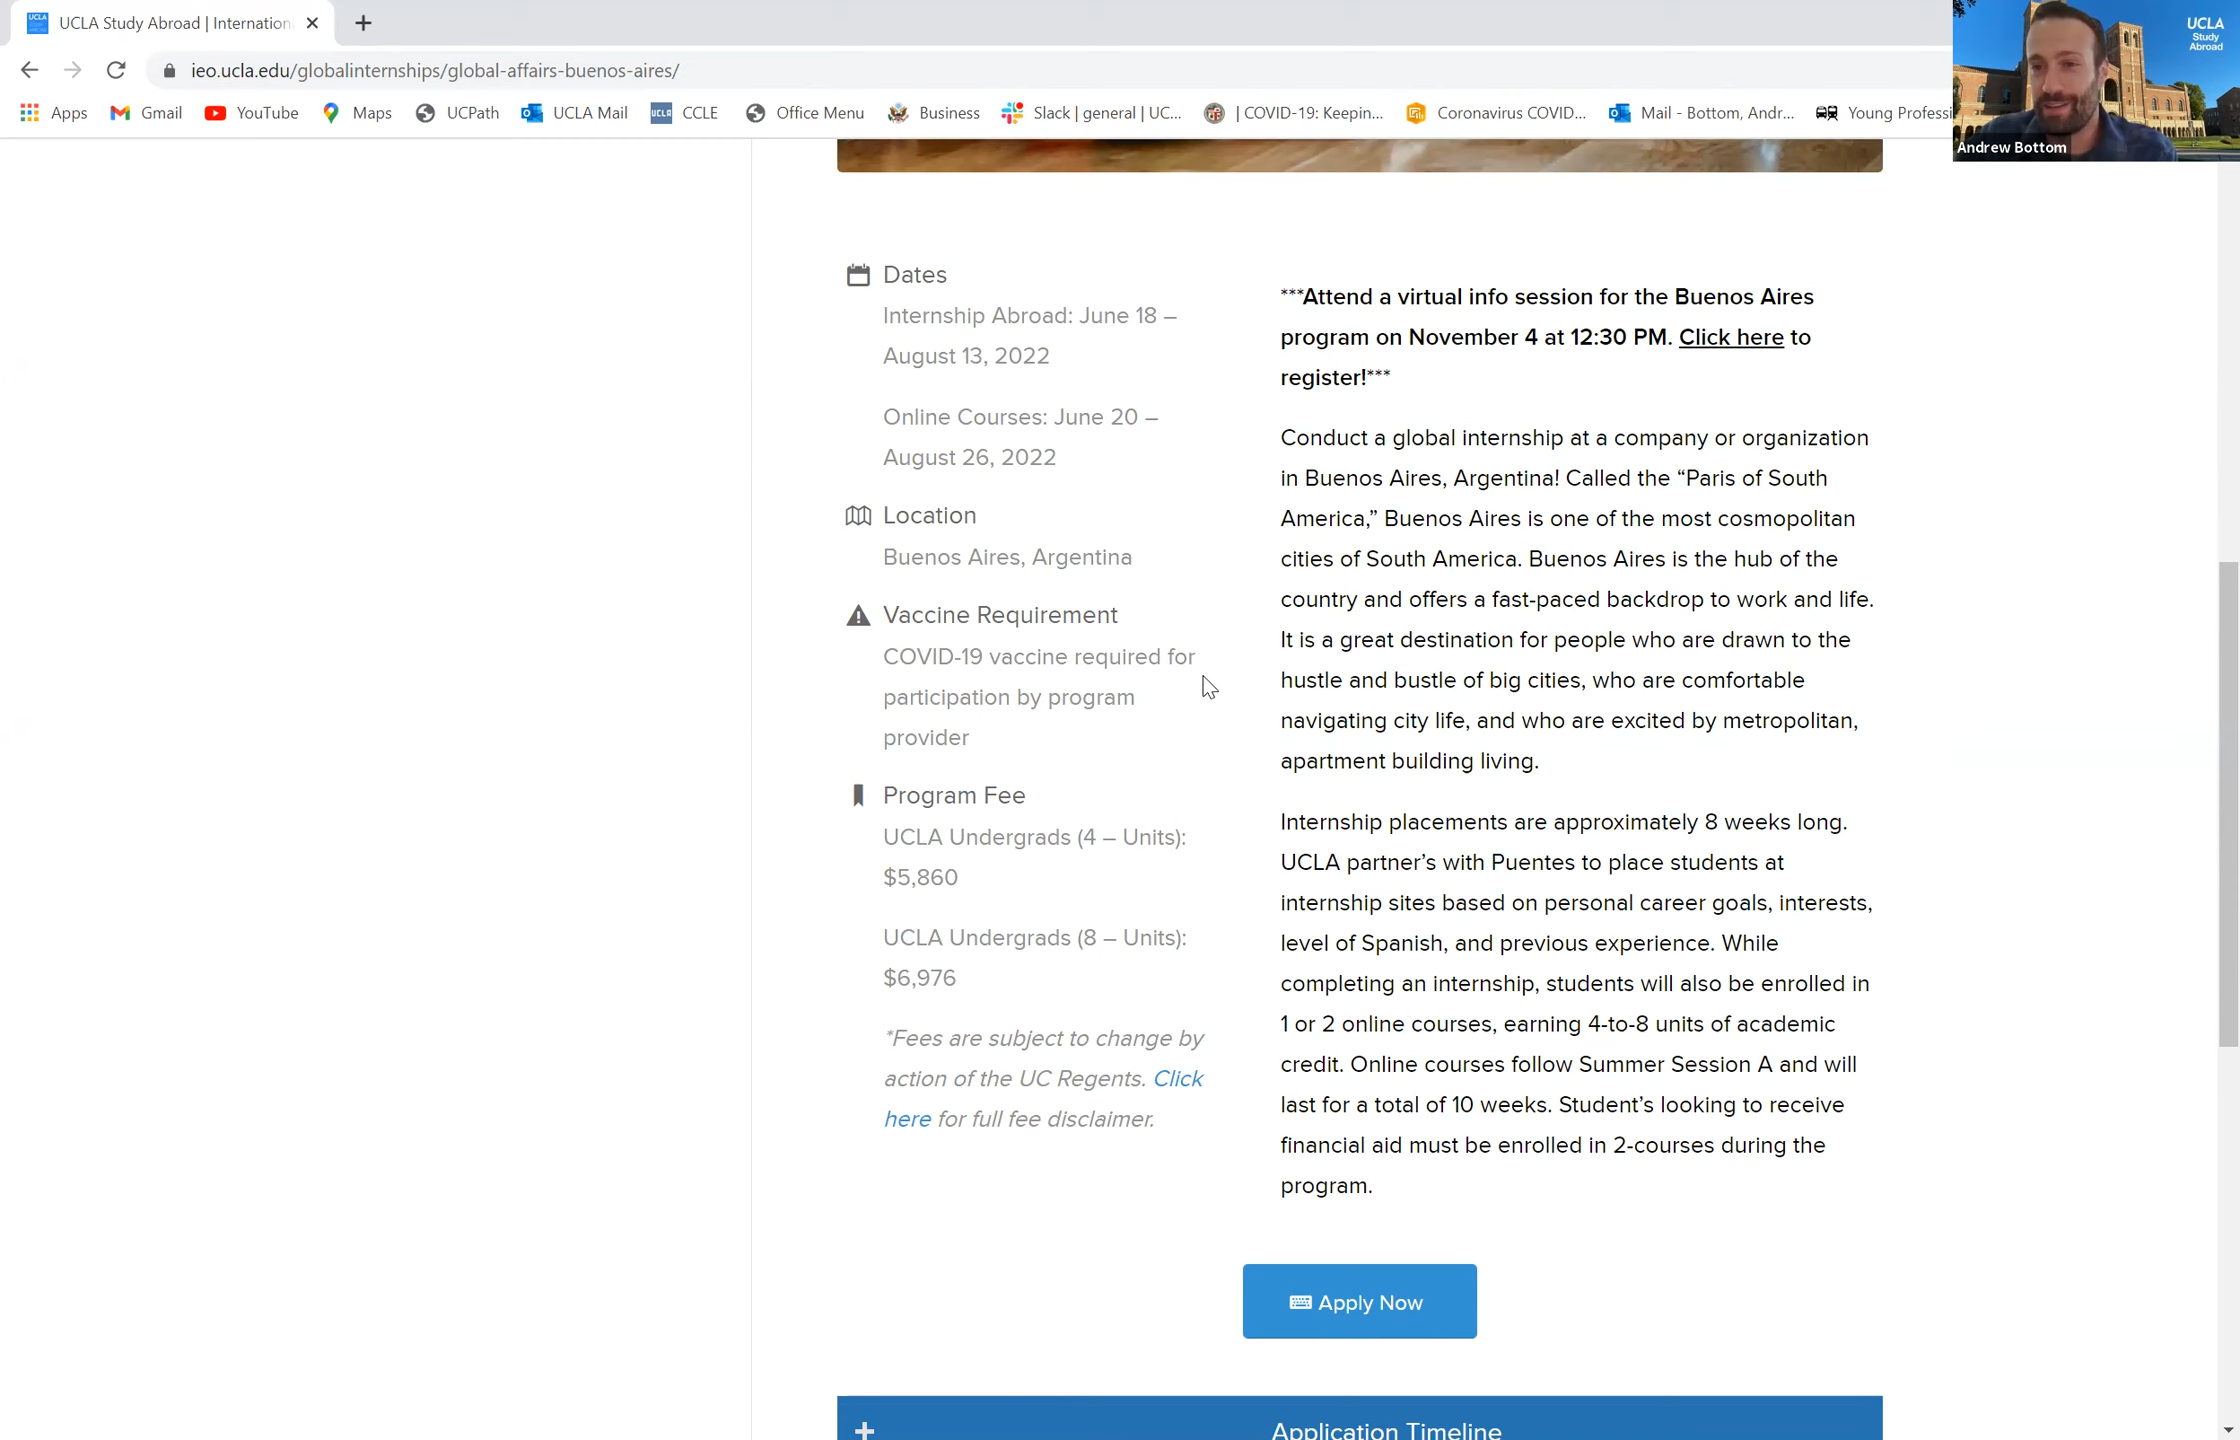 UCLA
UCLA Study Abroad | Internation
ieo.ucla.edu/globalinternships/global-affairs-buenos-aires/
Apps
Gmail
YouTube
Maps
UCPath
UCLA Mail
UCLA
CCLE
Office Menu
Business
Slack | general | UC...
| COVID-19: Keepin...
Coronavirus COVID...
Mail - Bottom, Andr...
Young Professi
UCLA
Study
Abroad
Andrew Bottom
Dates
Internship Abroad: June 18 –
August 13, 2022
Online Courses: June 20 –
August 26, 2022
Location
Buenos Aires, Argentina
Vaccine Requirement
COVID-19 vaccine required for
participation by program
provider
Program Fee
UCLA Undergrads (4 – Units):
$5,860
UCLA Undergrads (8 – Units):
$6,976
*Fees are subject to change by
action of the UC Regents. Click
here for full fee disclaimer.
***Attend a virtual info session for the Buenos Aires
program on November 4 at 12:30 PM. Click here to
register!***
Conduct a global internship at a company or organization
in Buenos Aires, Argentina! Called the “Paris of South
America,” Buenos Aires is one of the most cosmopolitan
cities of South America. Buenos Aires is the hub of the
country and offers a fast-paced backdrop to work and life.
It is a great destination for people who are drawn to the
hustle and bustle of big cities, who are comfortable
navigating city life, and who are excited by metropolitan,
apartment building living.
Internship placements are approximately 8 weeks long.
UCLA partner’s with Puentes to place students at
internship sites based on personal career goals, interests,
level of Spanish, and previous experience. While
completing an internship, students will also be enrolled in
1 or 2 online courses, earning 4-to-8 units of academic
credit. Online courses follow Summer Session A and will
last for a total of 10 weeks. Student’s looking to receive
financial aid must be enrolled in 2-courses during the
program.
Apply Now
Application Timeline